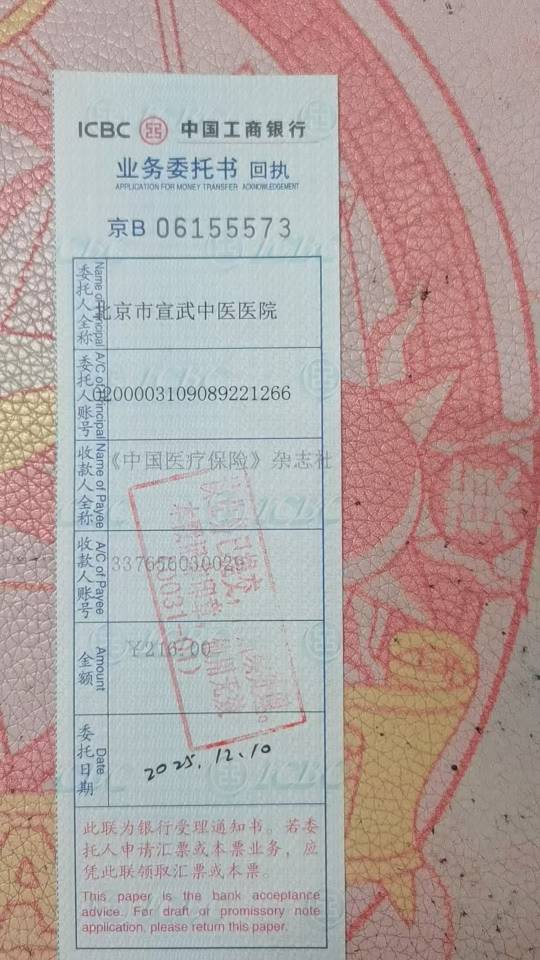 ICBC 中国工商银行
业务委托书 回执
APPLICATION FOR MONEY TRANSFER ACKNOWLEDGEMENT
京B 06155573
委托人全称 Name of Principal 北京市宣武中医医院
委托人账号 A/C of Principal 0200003109089221266
收款人全称 Name of Payee 《中国医疗保险》杂志社
收款人账号 A/C of Payee 337656030029
金额 Amount ¥216.00
委托日期 Date 2025.12.10
此联为银行受理通知书。若委
托人申请汇票或本票业务，应
凭此联领取汇票或本票。
This paper is the bank acceptance
advice. For draft or promissory note
application, please return this paper.